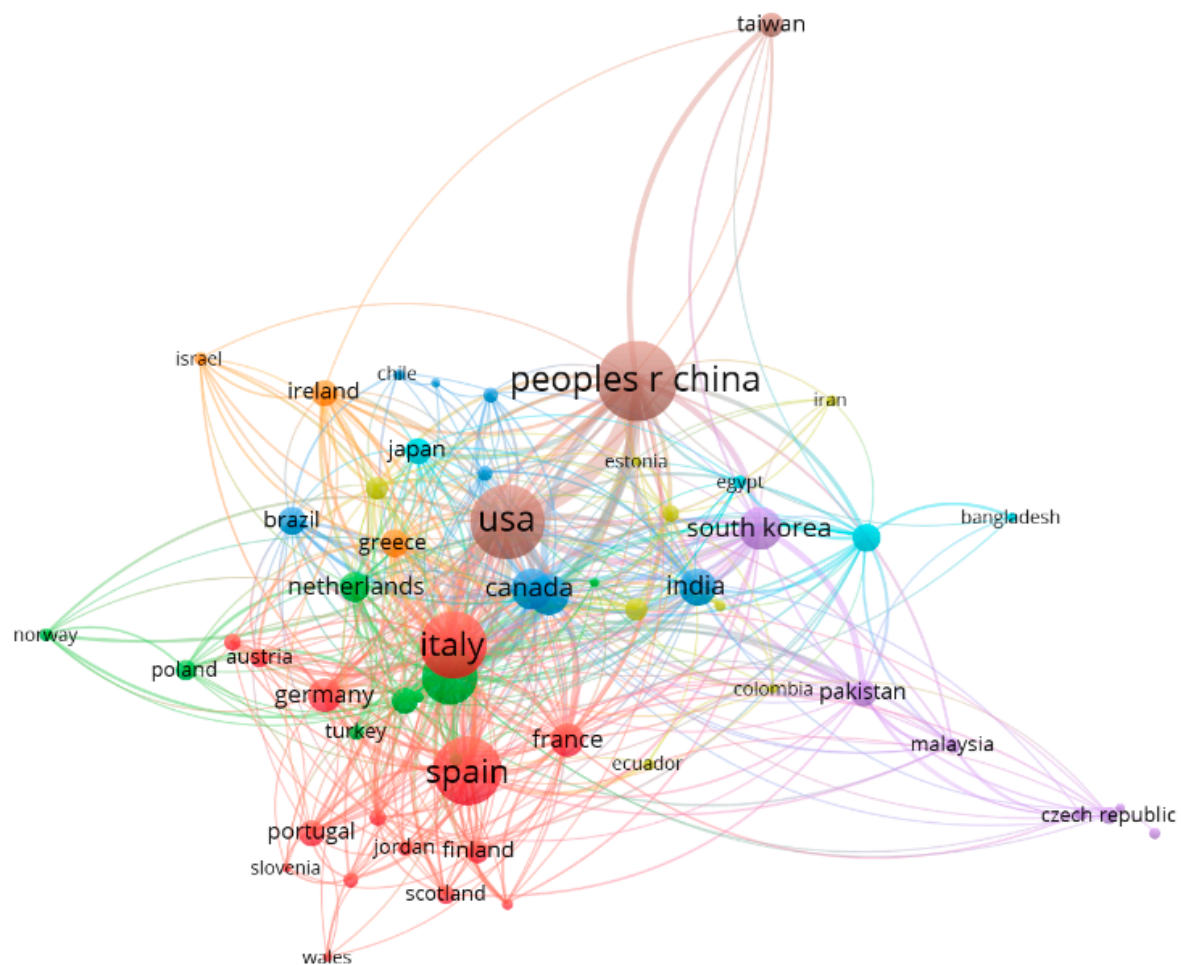 taiwan
israel
chile
peoples r china
ireland
iran
japan
estonia
egypt
usa
brazil
south korea
bangladesh
greece
netherlands
canada
india
norway
italy
austria
poland
germany
colombia
pakistan
turkey
france
malaysia
ecuador
spain
czech republic
portugal
jordan
finland
slovenia
scotland
wales